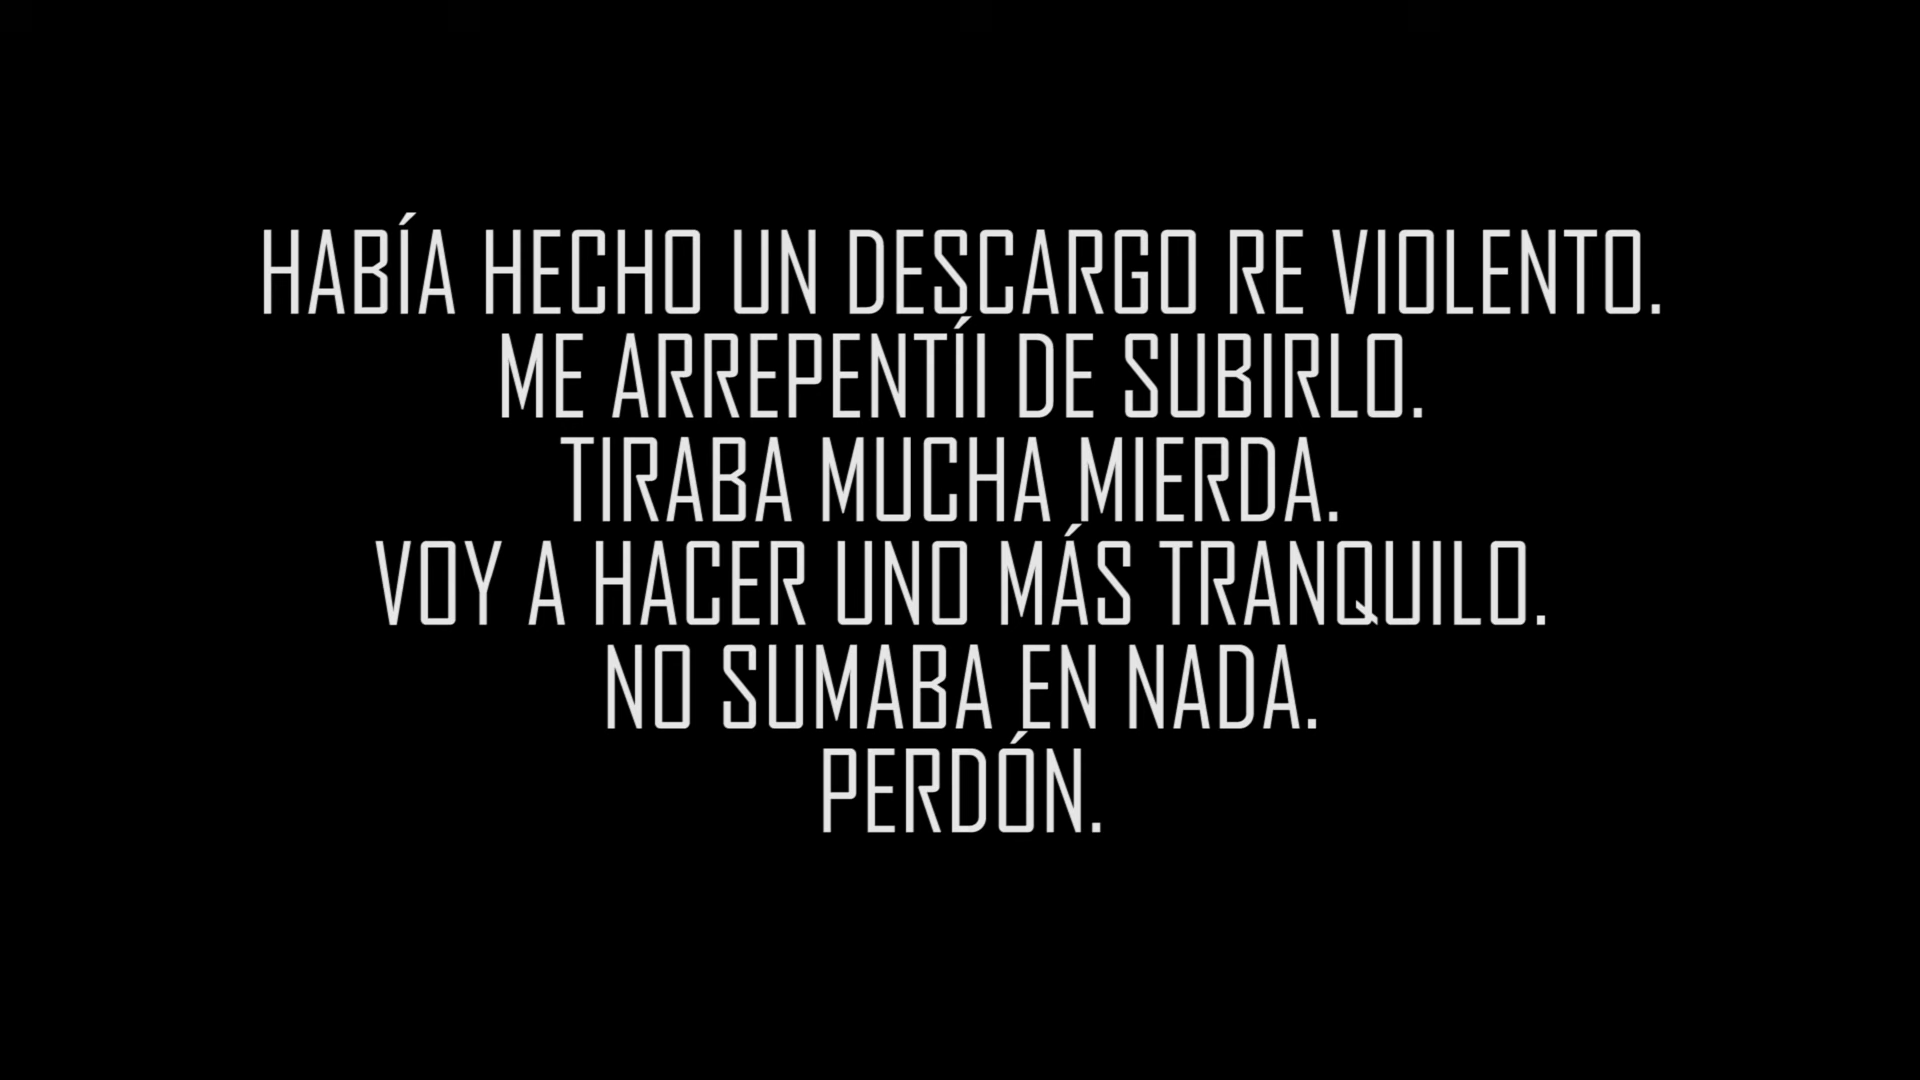 HABÍA HECHO UN DESCARGO RE VIOLENTO.
ME ARREPENTÍI DE SUBIRLO.
TIRABA MUCHA MIERDA.
VOY A HACER UNO MÁS TRANQUILO.
NO SUMABA EN NADA.
PERDÓN.